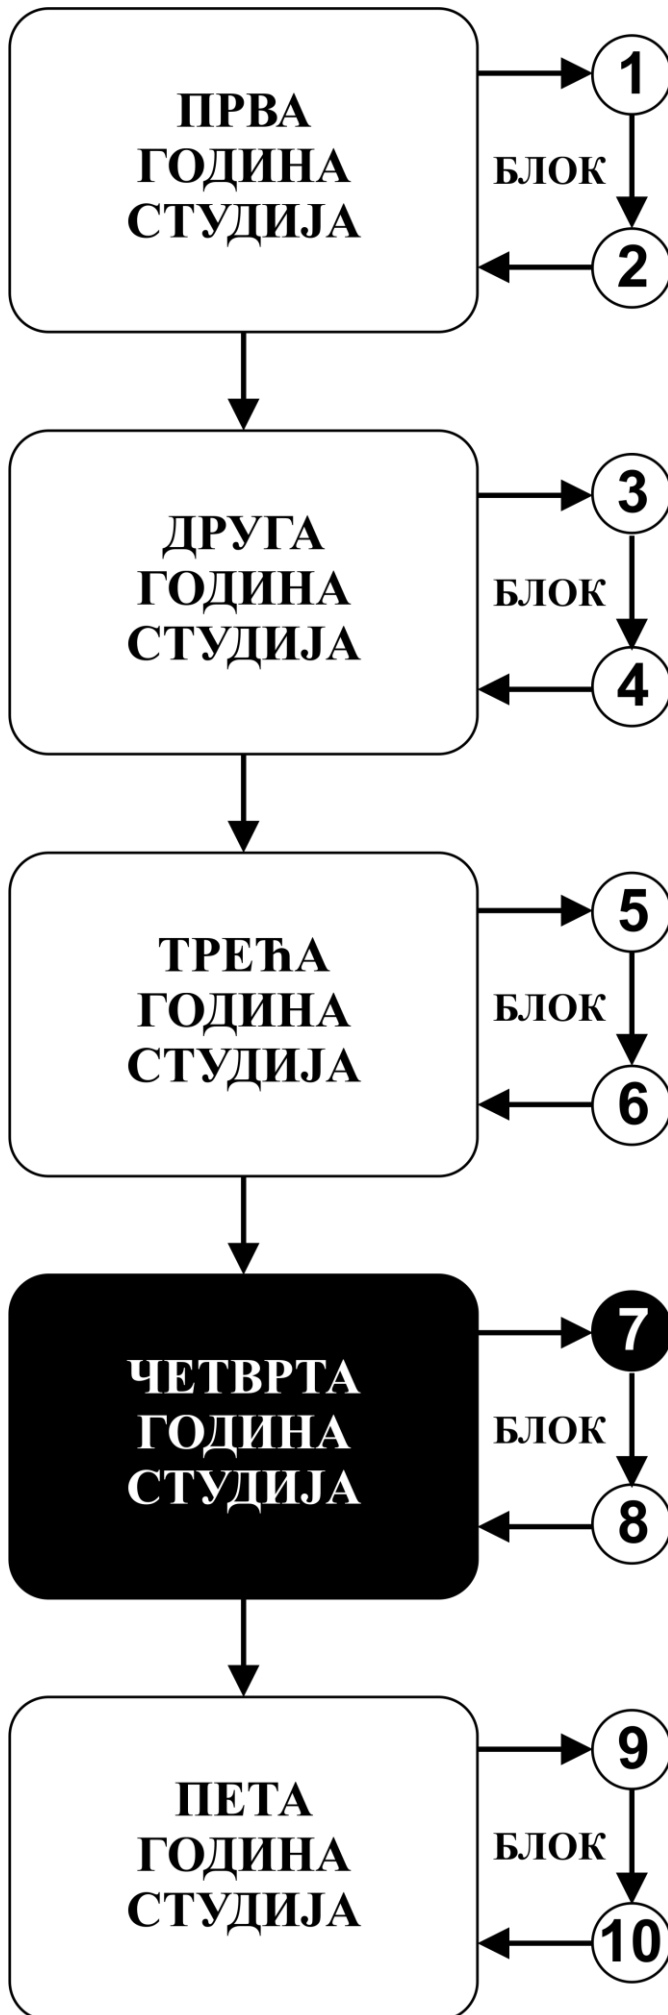 ПРВА
ГОДИНА
СТУДИЈА
1
БЛОК
2
ДРУГА
ГОДИНА
СТУДИЈА
3
БЛОК
4
ТРЕЋА
ГОДИНА
СТУДИЈА
5
БЛОК
6
ЧЕТВРТА
ГОДИНА
СТУДИЈА
7
БЛОК
8
ПЕТА
ГОДИНА
СТУДИЈА
9
БЛОК
10